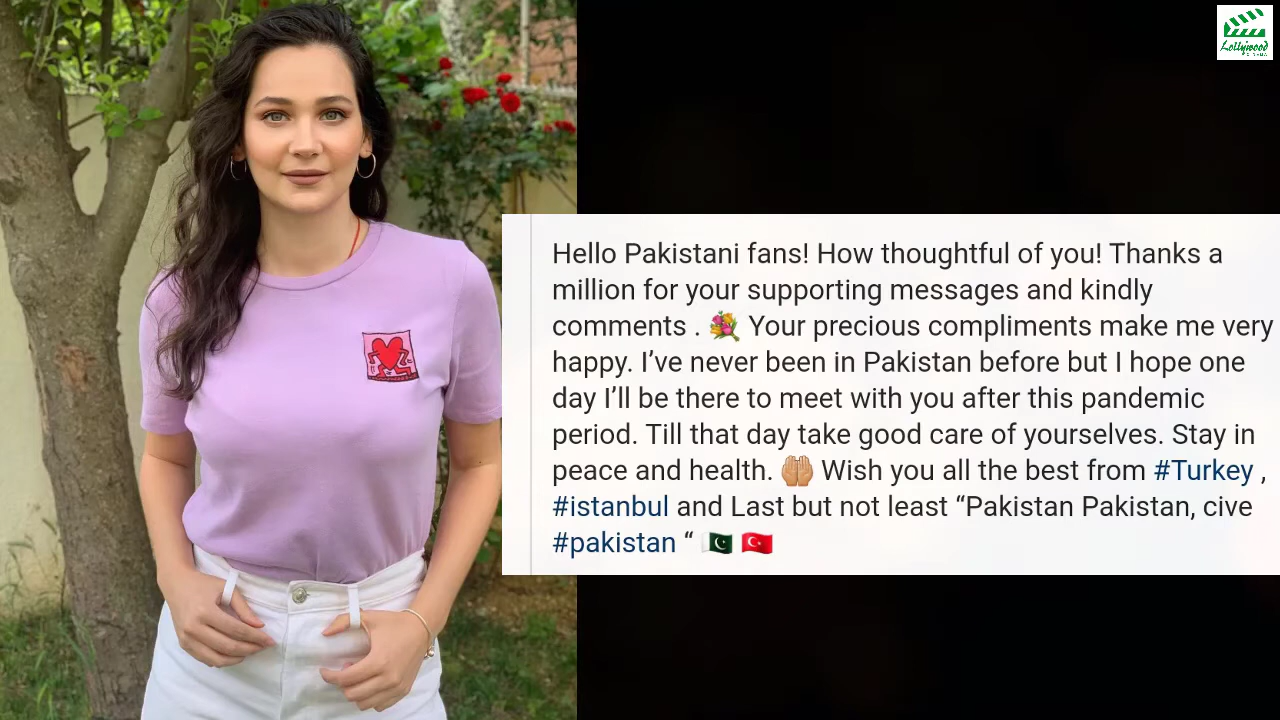 Lollywood
CINEMA
Hello Pakistani fans! How thoughtful of you! Thanks a
million for your supporting messages and kindly
comments . 💐 Your precious compliments make me very
happy. I’ve never been in Pakistan before but I hope one
day I’ll be there to meet with you after this pandemic
period. Till that day take good care of yourselves. Stay in
peace and health. 🤲🏼 Wish you all the best from #Turkey ,
#istanbul and Last but not least “Pakistan Pakistan, cive
#pakistan “ 🇵🇰 🇹🇷